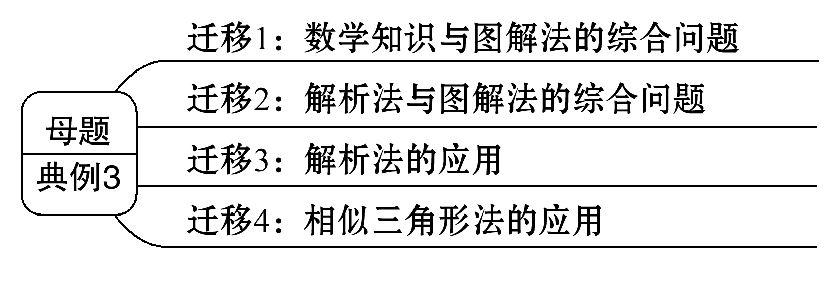 迁移1：数学知识与图解法的综合问题
迁移2：解析法与图解法的综合问题
母题
典例3
迁移3：解析法的应用
迁移4：相似三角形法的应用